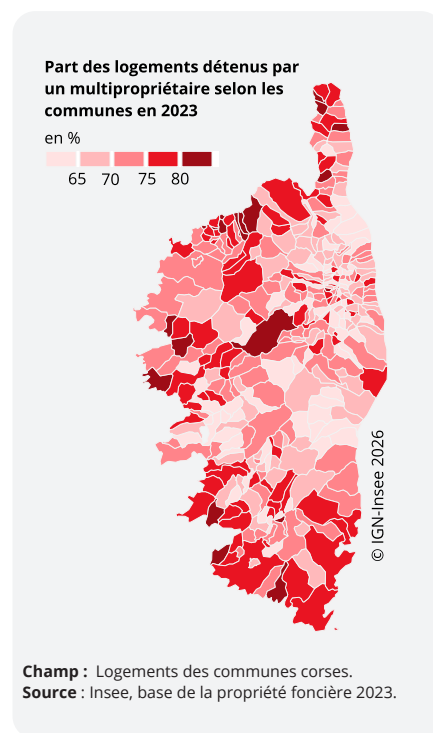 Part des logements détenus par
un multipropriétaire selon les
communes en 2023
en %
65 70 75 80
© IGN-Insee 2026
Champ : Logements des communes corses.
Source : Insee, base de la propriété foncière 2023.